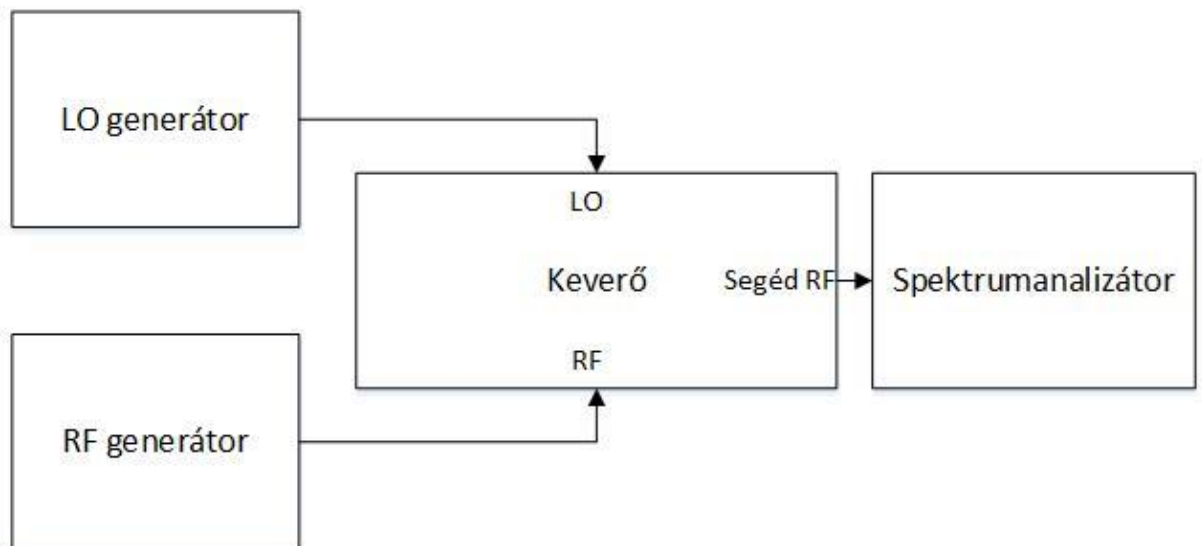 LO generátor
LO
Keverő
Segéd RF
Spektrumanalizátor
RF
RF generátor